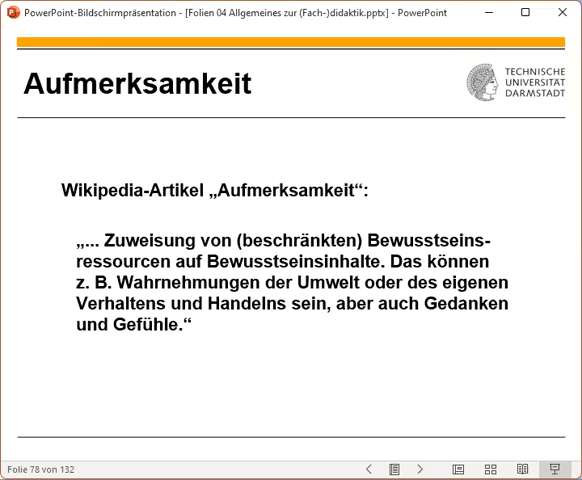 PowerPoint-Bildschirmpräsentation - [Folien 04 Allgemeines zur (Fach-)didaktik.pptx] - PowerPoint
Aufmerksamkeit
TECHNISCHE
UNIVERSITÄT
DARMSTADT
Wikipedia-Artikel „Aufmerksamkeit“:
„... Zuweisung von (beschränkten) Bewusstseins-
ressourcen auf Bewusstseinsinhalte. Das können
z. B. Wahrnehmungen der Umwelt oder des eigenen
Verhaltens und Handelns sein, aber auch Gedanken
und Gefühle.“
Folie 78 von 132